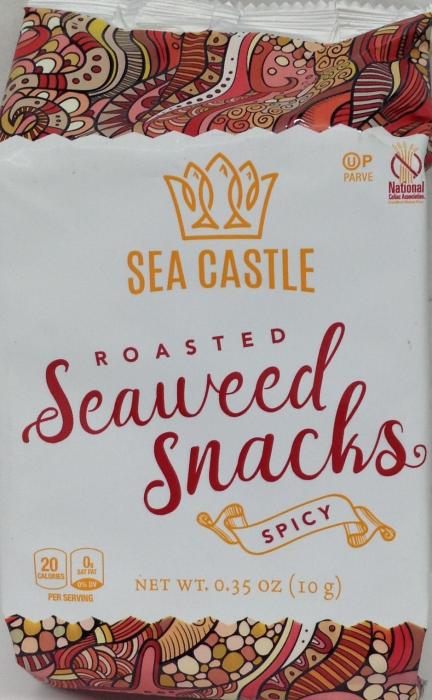 ⓊP
PARVE
National
Celiac Association
SEA CASTLE
ROASTED
Seaweed
Snacks
SPICY
20
CALORIES
0g
SAT FAT
0% DV
PER SERVING
NET WT. 0.35 OZ (10 g)